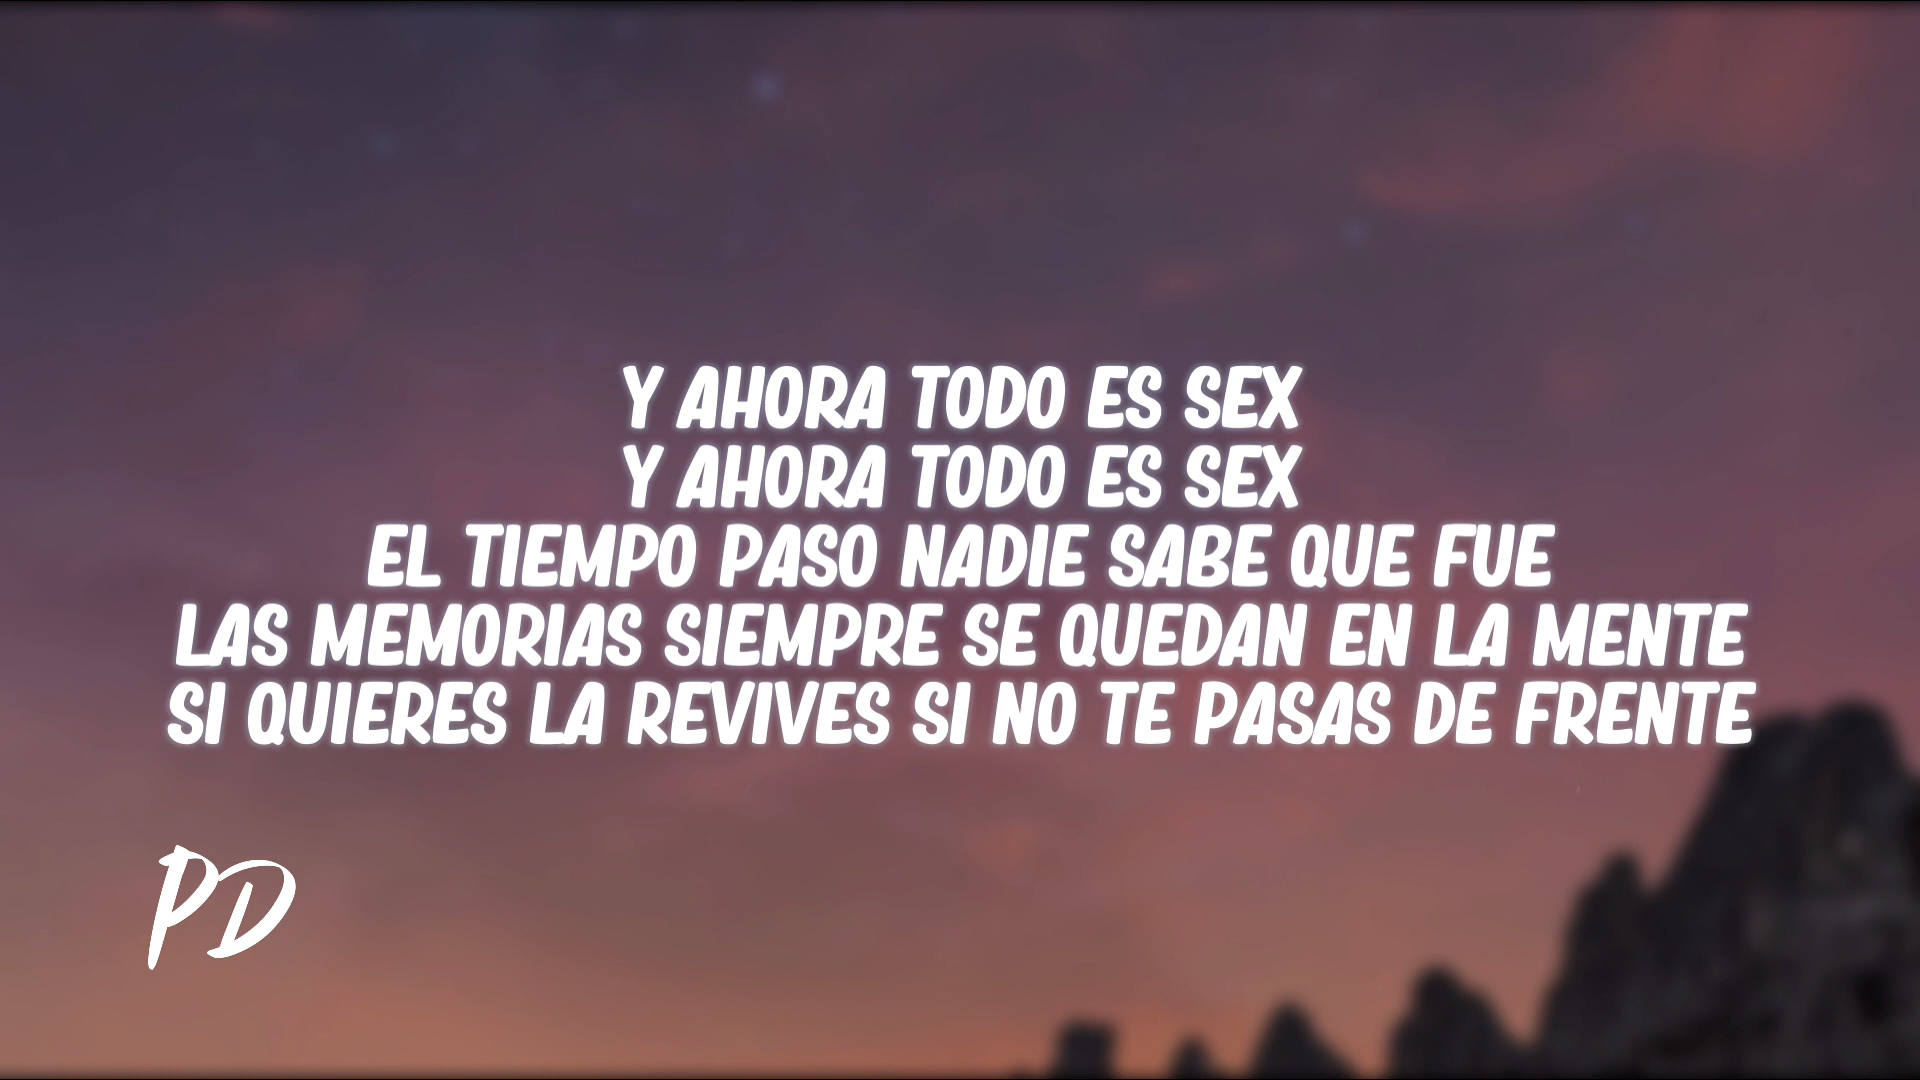 Y AHORA TODO ES SEX
Y AHORA TODO ES SEX
EL TIEMPO PASO NADIE SABE QUE FUE
LAS MEMORIAS SIEMPRE SE QUEDAN EN LA MENTE
SI QUIERES LA REVIVES SI NO TE PASAS DE FRENTE
PD